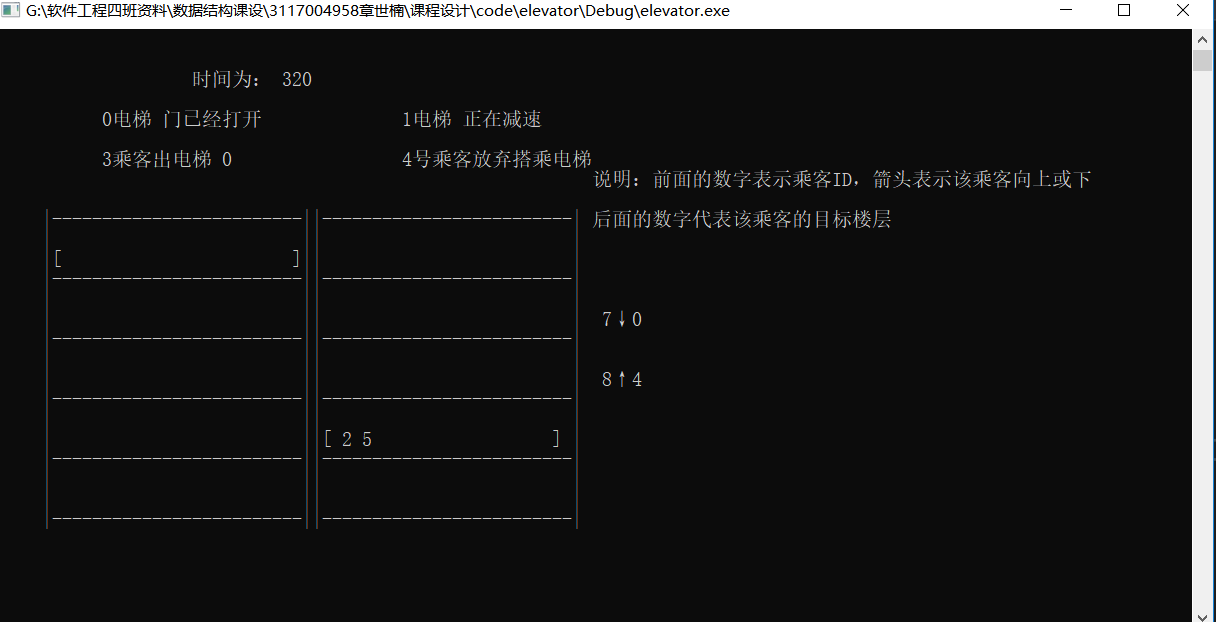 G:\软件工程四班资料\数据结构课设\3117004958章世楠\课程设计\code\elevator\Debug\elevator.exe
时间为： 320
0电梯 门已经打开 1电梯 正在减速
3乘客出电梯 0 4号乘客放弃搭乘电梯
说明：前面的数字表示乘客ID，箭头表示该乘客向上或下
后面的数字代表该乘客的目标楼层
[ ]
7↓0
8↑4
[ 2 5 ]